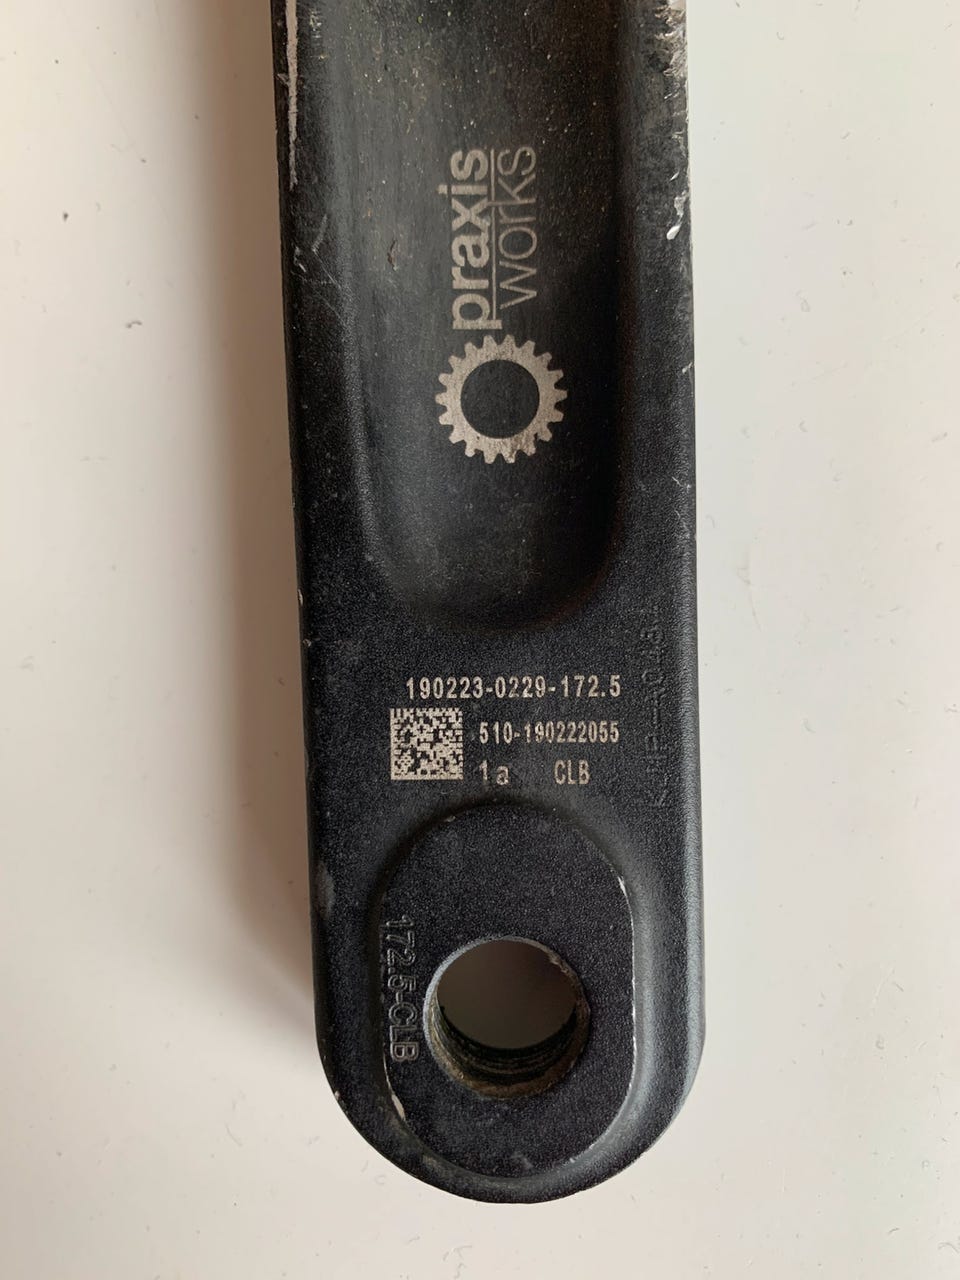 praxis
works
190223-0229-172.5
510-190222055
1a CLB
172.5-CLB